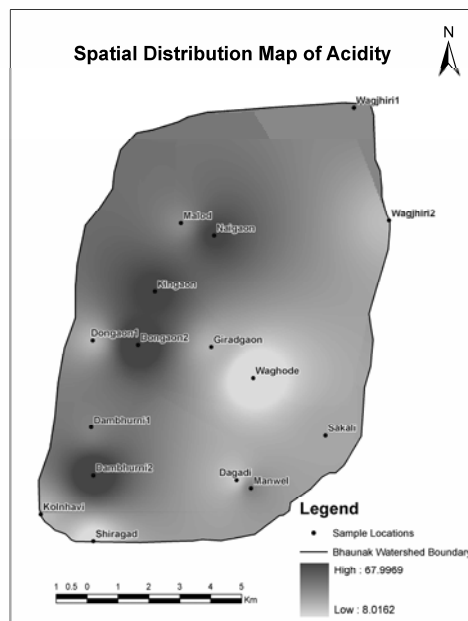 Spatial Distribution Map of Acidity
N
Wagjhiri1
Wagjhiri2
Malod
Naigaon
Kingaon
Dongaon1
Dongaon2
Giradgaon
Waghode
Dambhurni1
Sakali
Dambhurni2
Dagadi
Manwel
Kolnhavi
Shiragad
Legend
Sample Locations
Bhaunak Watershed Boundary
High : 67.9969
Low : 8.0162
1 0.5 0 1 2 3 4 5
Km